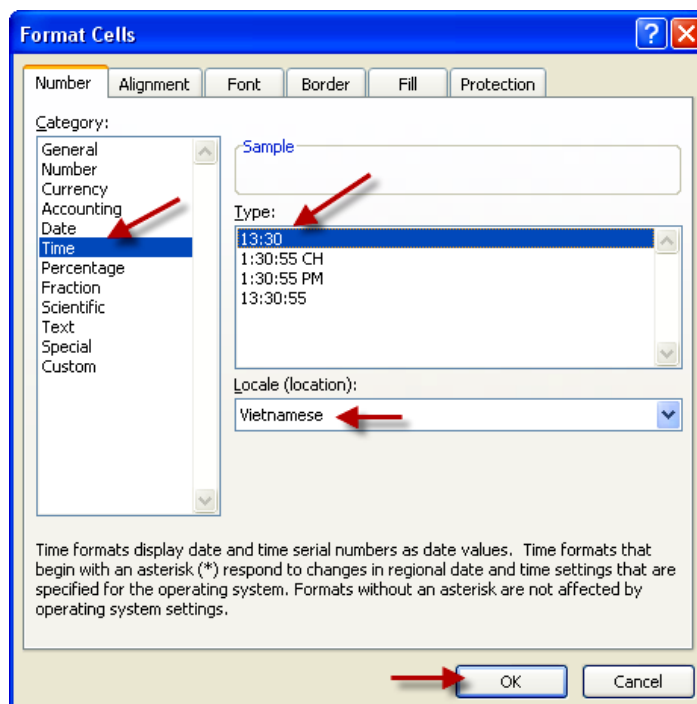 Format Cells
Number Alignment Font Border Fill Protection
Category:
General
Number
Currency
Accounting
Date
Time
Percentage
Fraction
Scientific
Text
Special
Custom
Sample
Type:
13:30
1:30:55 CH
1:30:55 PM
13:30:55
Locale (location):
Vietnamese
Time formats display date and time serial numbers as date values. Time formats that
begin with an asterisk (*) respond to changes in regional date and time settings that are
specified for the operating system. Formats without an asterisk are not affected by
operating system settings.
OK Cancel